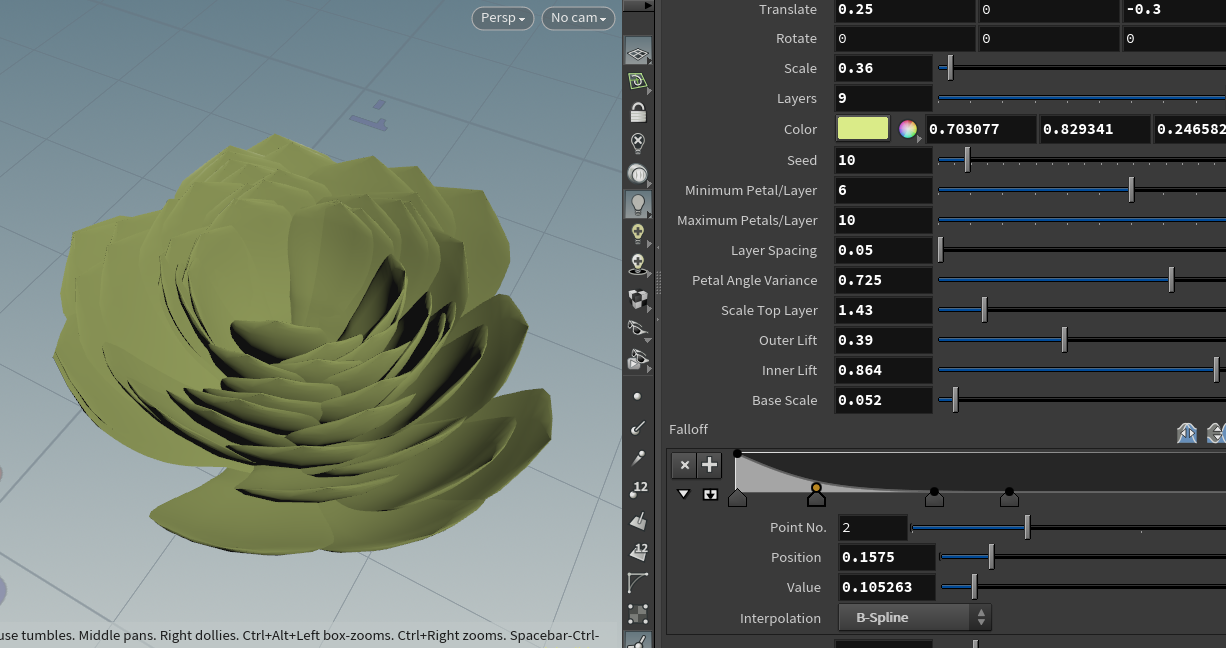 Persp
No cam
Translate 0.25 0 -0.3
Rotate 0 0 0
Scale 0.36
Layers 9
Color 0.703077 0.829341 0.246582
Seed 10
Minimum Petal/Layer 6
Maximum Petals/Layer 10
Layer Spacing 0.05
Petal Angle Variance 0.725
Scale Top Layer 1.43
Outer Lift 0.39
Inner Lift 0.864
Base Scale 0.052
Falloff
12
12
Point No. 2
Position 0.1575
Value 0.105263
Interpolation B-Spline
use tumbles. Middle pans. Right dollies. Ctrl+Alt+Left box-zooms. Ctrl+Right zooms. Spacebar-Ctrl-